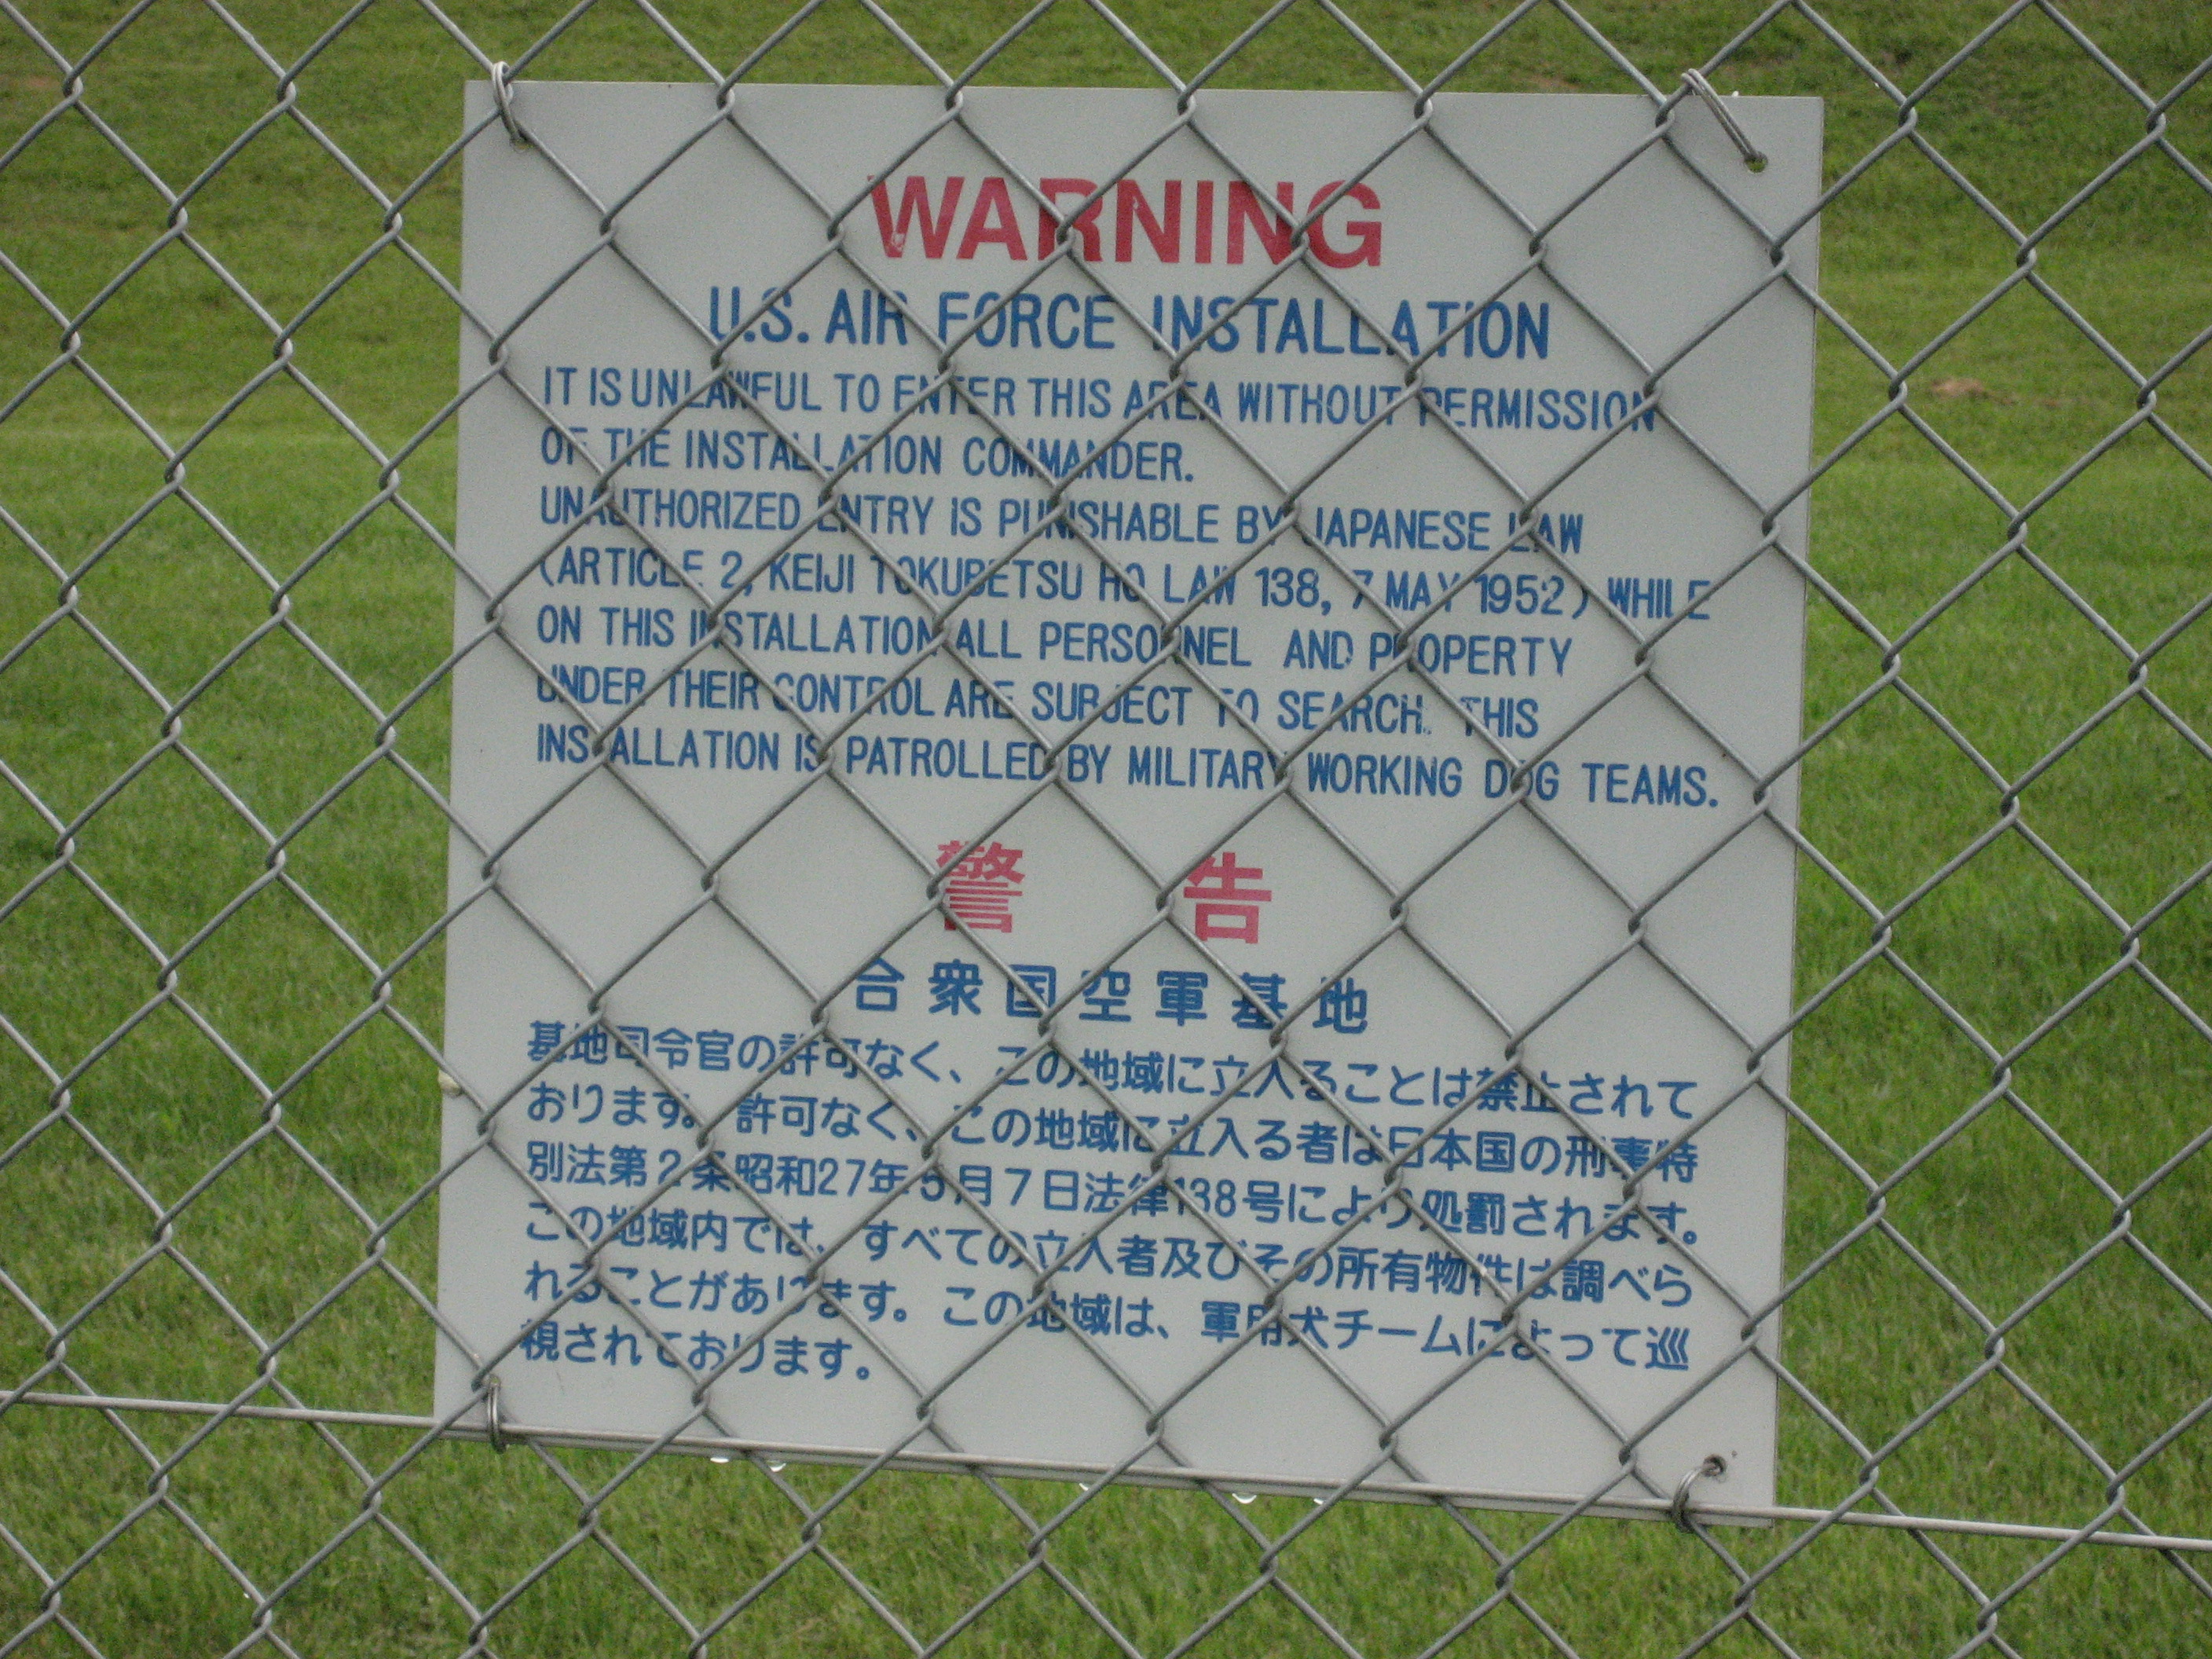 WARNING
U.S. AIR FORCE INSTALLATION
IT IS UNLAWFUL TO ENTER THIS AREA WITHOUT PERMISSION
OF THE INSTALLATION COMMANDER.
UNAUTHORIZED ENTRY IS PUNISHABLE BY JAPANESE LAW
(ARTICLE 2, KEIJI TOKUBETSU HO LAW 138, 7 MAY 1952) WHILE
ON THIS INSTALLATION ALL PERSONNEL AND PROPERTY
UNDER THEIR CONTROL ARE SUBJECT TO SEARCH. THIS
INSTALLATION IS PATROLLED BY MILITARY WORKING DOG TEAMS.
警告
合衆国空軍基地
基地司令官の許可なく、この地域に立入ることは禁止されて
おります。許可なく、この地域に立入る者は日本国の刑事特
別法第2条昭和27年5月7日法律138号により処罰されます。
この地域内では、すべての立入者及びその所有物件は調べら
れることがあります。この地域は、軍用犬チームによって巡
視されております。